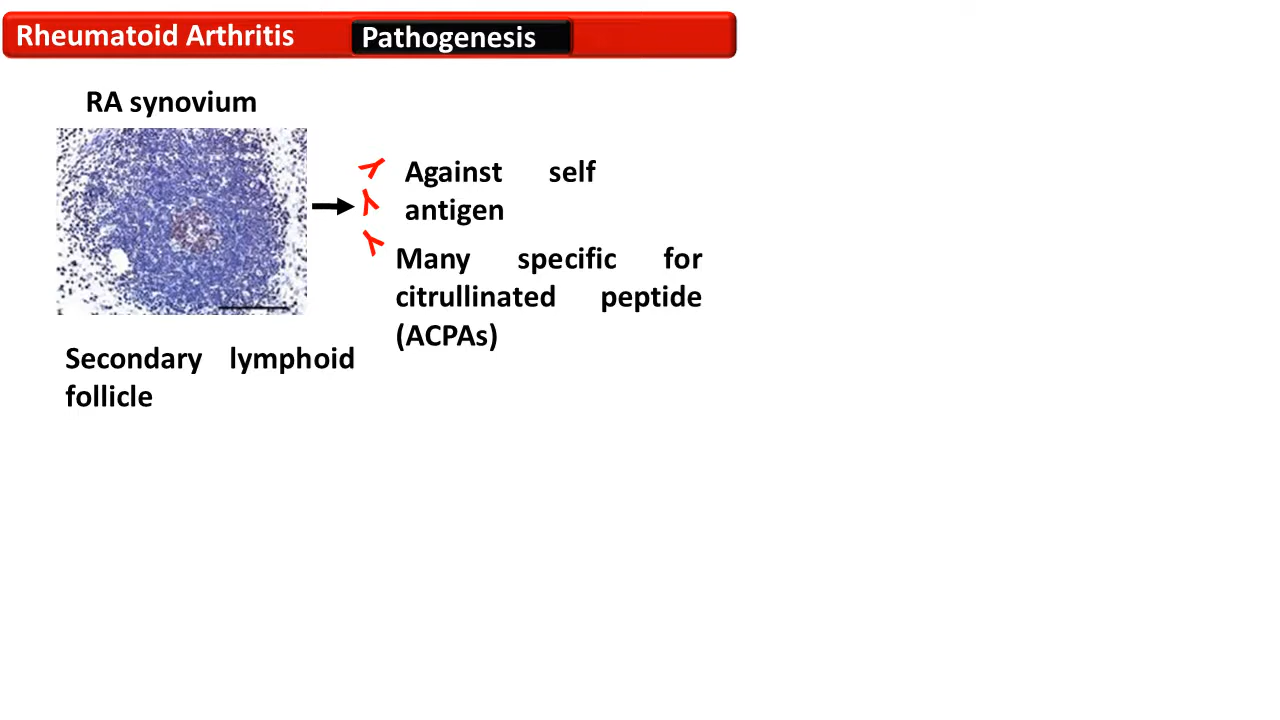 Rheumatoid Arthritis Pathogenesis
RA synovium
Against self
antigen
Many specific for
citrullinated peptide
(ACPAs)
Secondary lymphoid
follicle